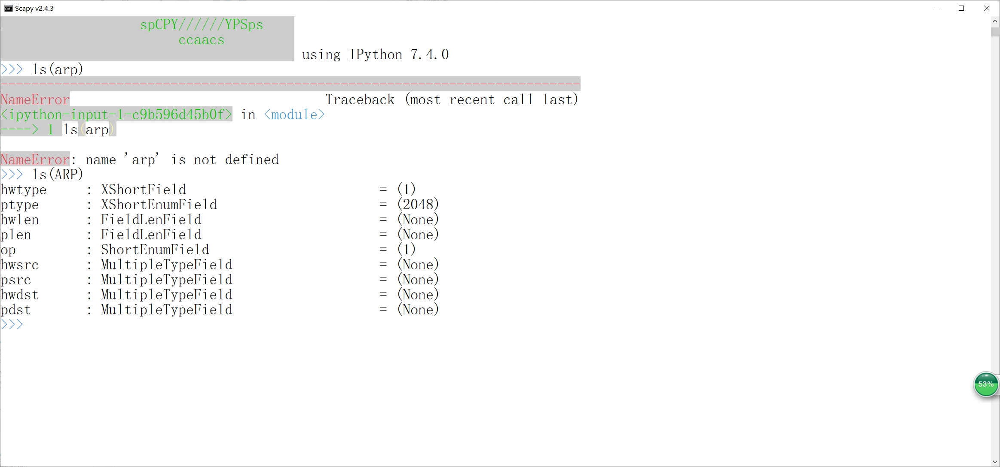 Scapy v2.4.3
spCPY//////YPSps
ccaacs
using IPython 7.4.0
>>> ls(arp)
---------------------------------------------------------------------------
NameError                                 Traceback (most recent call last)
<ipython-input-1-c9b596d45b0f> in <module>
----> 1 ls(arp)
NameError: name 'arp' is not defined
>>> ls(ARP)
hwtype     : XShortField                         = (1)
ptype      : XShortEnumField                     = (2048)
hwlen      : FieldLenField                       = (None)
plen       : FieldLenField                       = (None)
op         : ShortEnumField                      = (1)
hwsrc      : MultipleTypeField                   = (None)
psrc       : MultipleTypeField                   = (None)
hwdst      : MultipleTypeField                   = (None)
pdst       : MultipleTypeField                   = (None)
>>>
53%